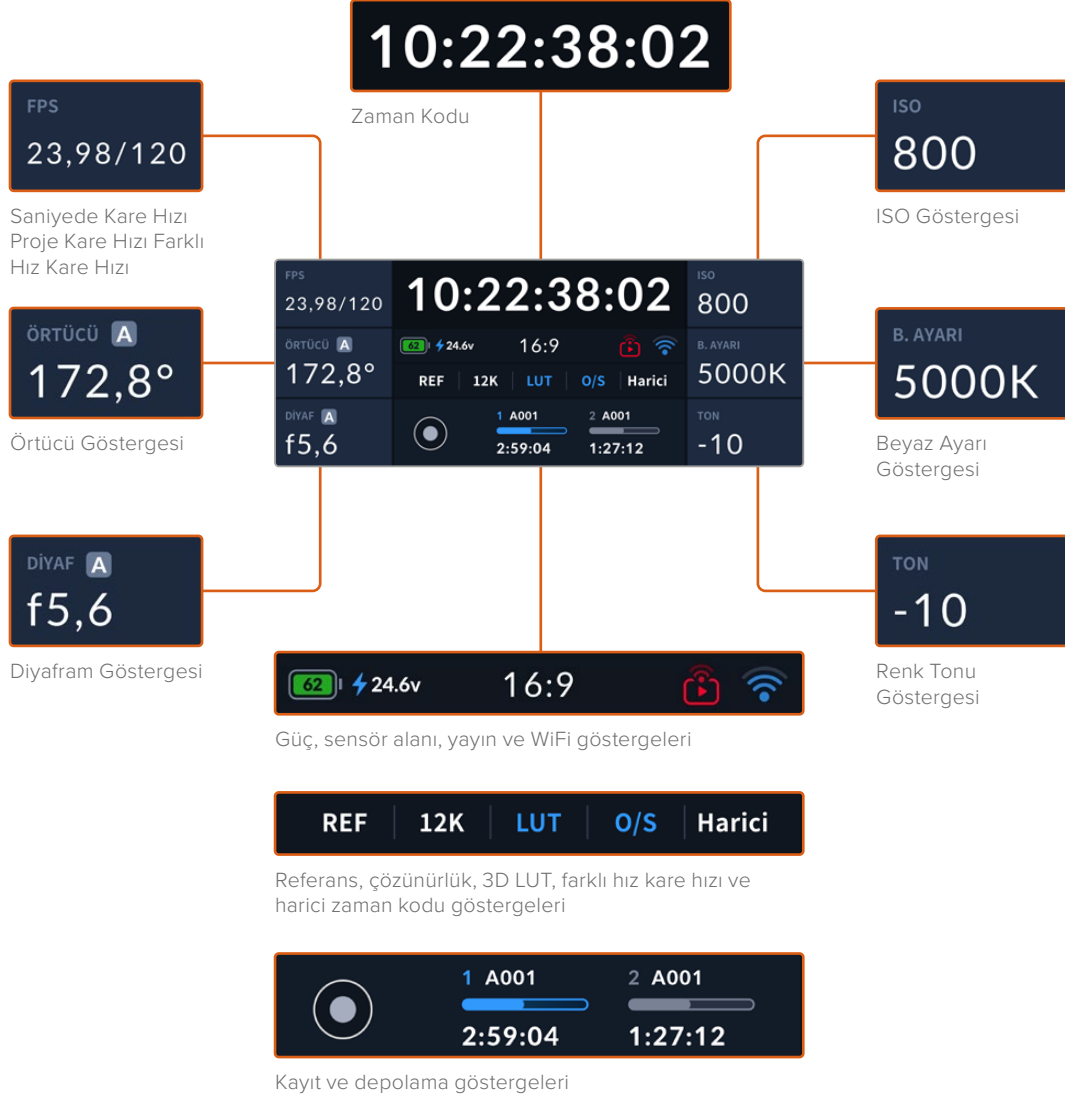 10:22:38:02
Zaman Kodu
FPS
23,98/120
Saniyede Kare Hızı
Proje Kare Hızı Farklı
Hız Kare Hızı
ISO
800
ISO Göstergesi
ÖRTÜCÜ A
172,8°
Örtücü Göstergesi
DİYAF A
f5,6
Diyafram Göstergesi
FPS
23,98/120
10:22:38:02
ISO
800
ÖRTÜCÜ A
172,8°
62 24.6v 16:9
REF 12K LUT O/S Harici
B. AYARI
5000K
DİYAF A
f5,6
1 A001 2 A001
2:59:04 1:27:12
TON
-10
B. AYARI
5000K
Beyaz Ayarı
Göstergesi
TON
-10
Renk Tonu
Göstergesi
62 24.6v 16:9
Güç, sensör alanı, yayın ve WiFi göstergeleri
REF 12K LUT O/S Harici
Referans, çözünürlük, 3D LUT, farklı hız kare hızı ve
harici zaman kodu göstergeleri
1 A001 2 A001
2:59:04 1:27:12
Kayıt ve depolama göstergeleri